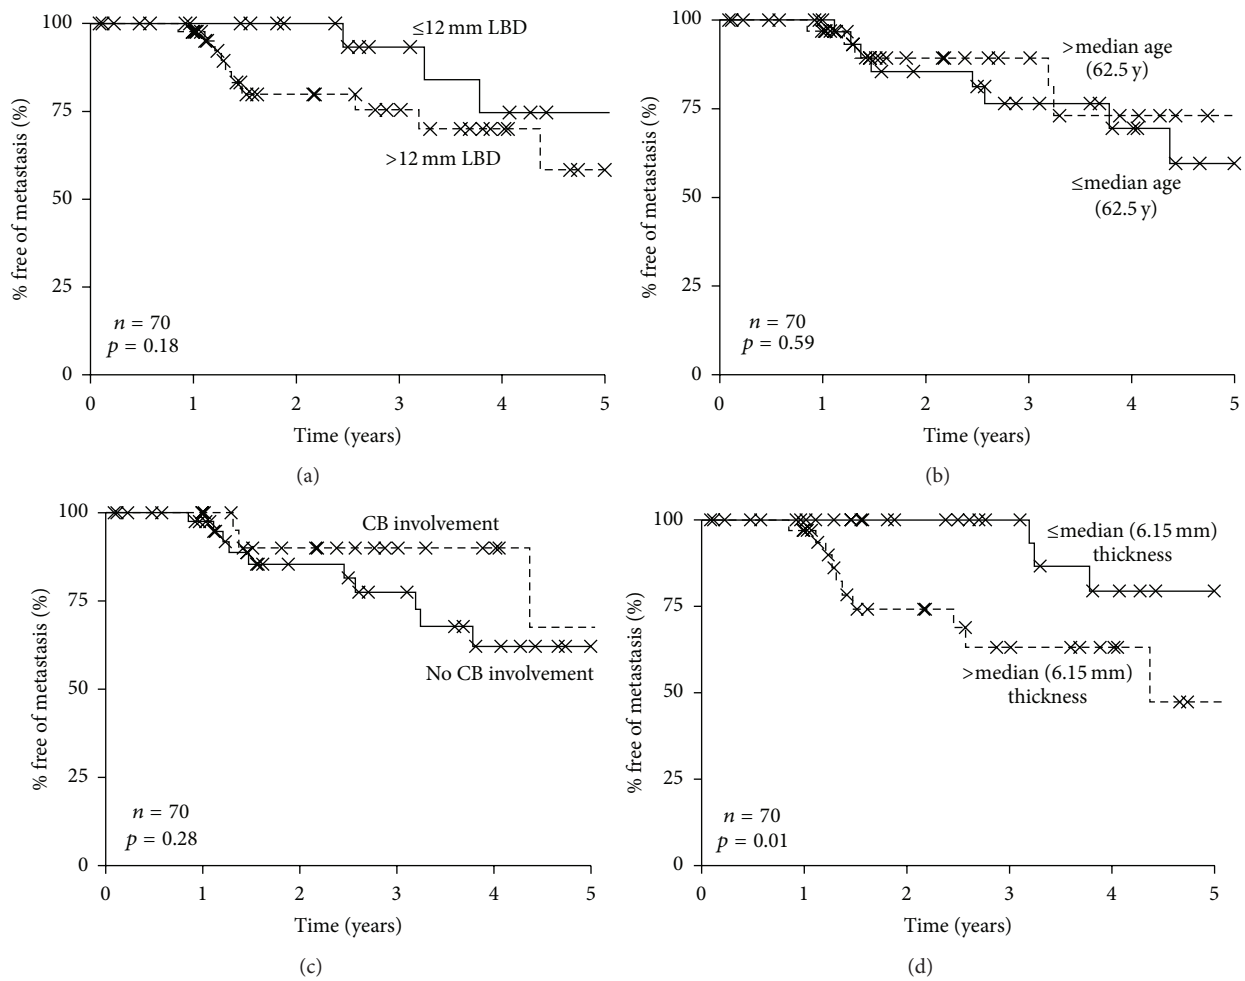 100
75
50
25
0
% free of metastasis (%)
≤12 mm LBD
>12 mm LBD
n = 70
p = 0.18
0 1 2 3 4 5
Time (years)
(a)
100
75
50
25
0
% free of metastasis (%)
>median age
(62.5 y)
≤median age
(62.5 y)
n = 70
p = 0.59
0 1 2 3 4 5
Time (years)
(b)
100
75
50
25
0
% free of metastasis (%)
CB involvement
No CB involvement
n = 70
p = 0.28
0 1 2 3 4 5
Time (years)
(c)
100
75
50
25
0
% free of metastasis (%)
≤median (6.15 mm)
thickness
>median (6.15 mm)
thickness
n = 70
p = 0.01
0 1 2 3 4 5
Time (years)
(d)